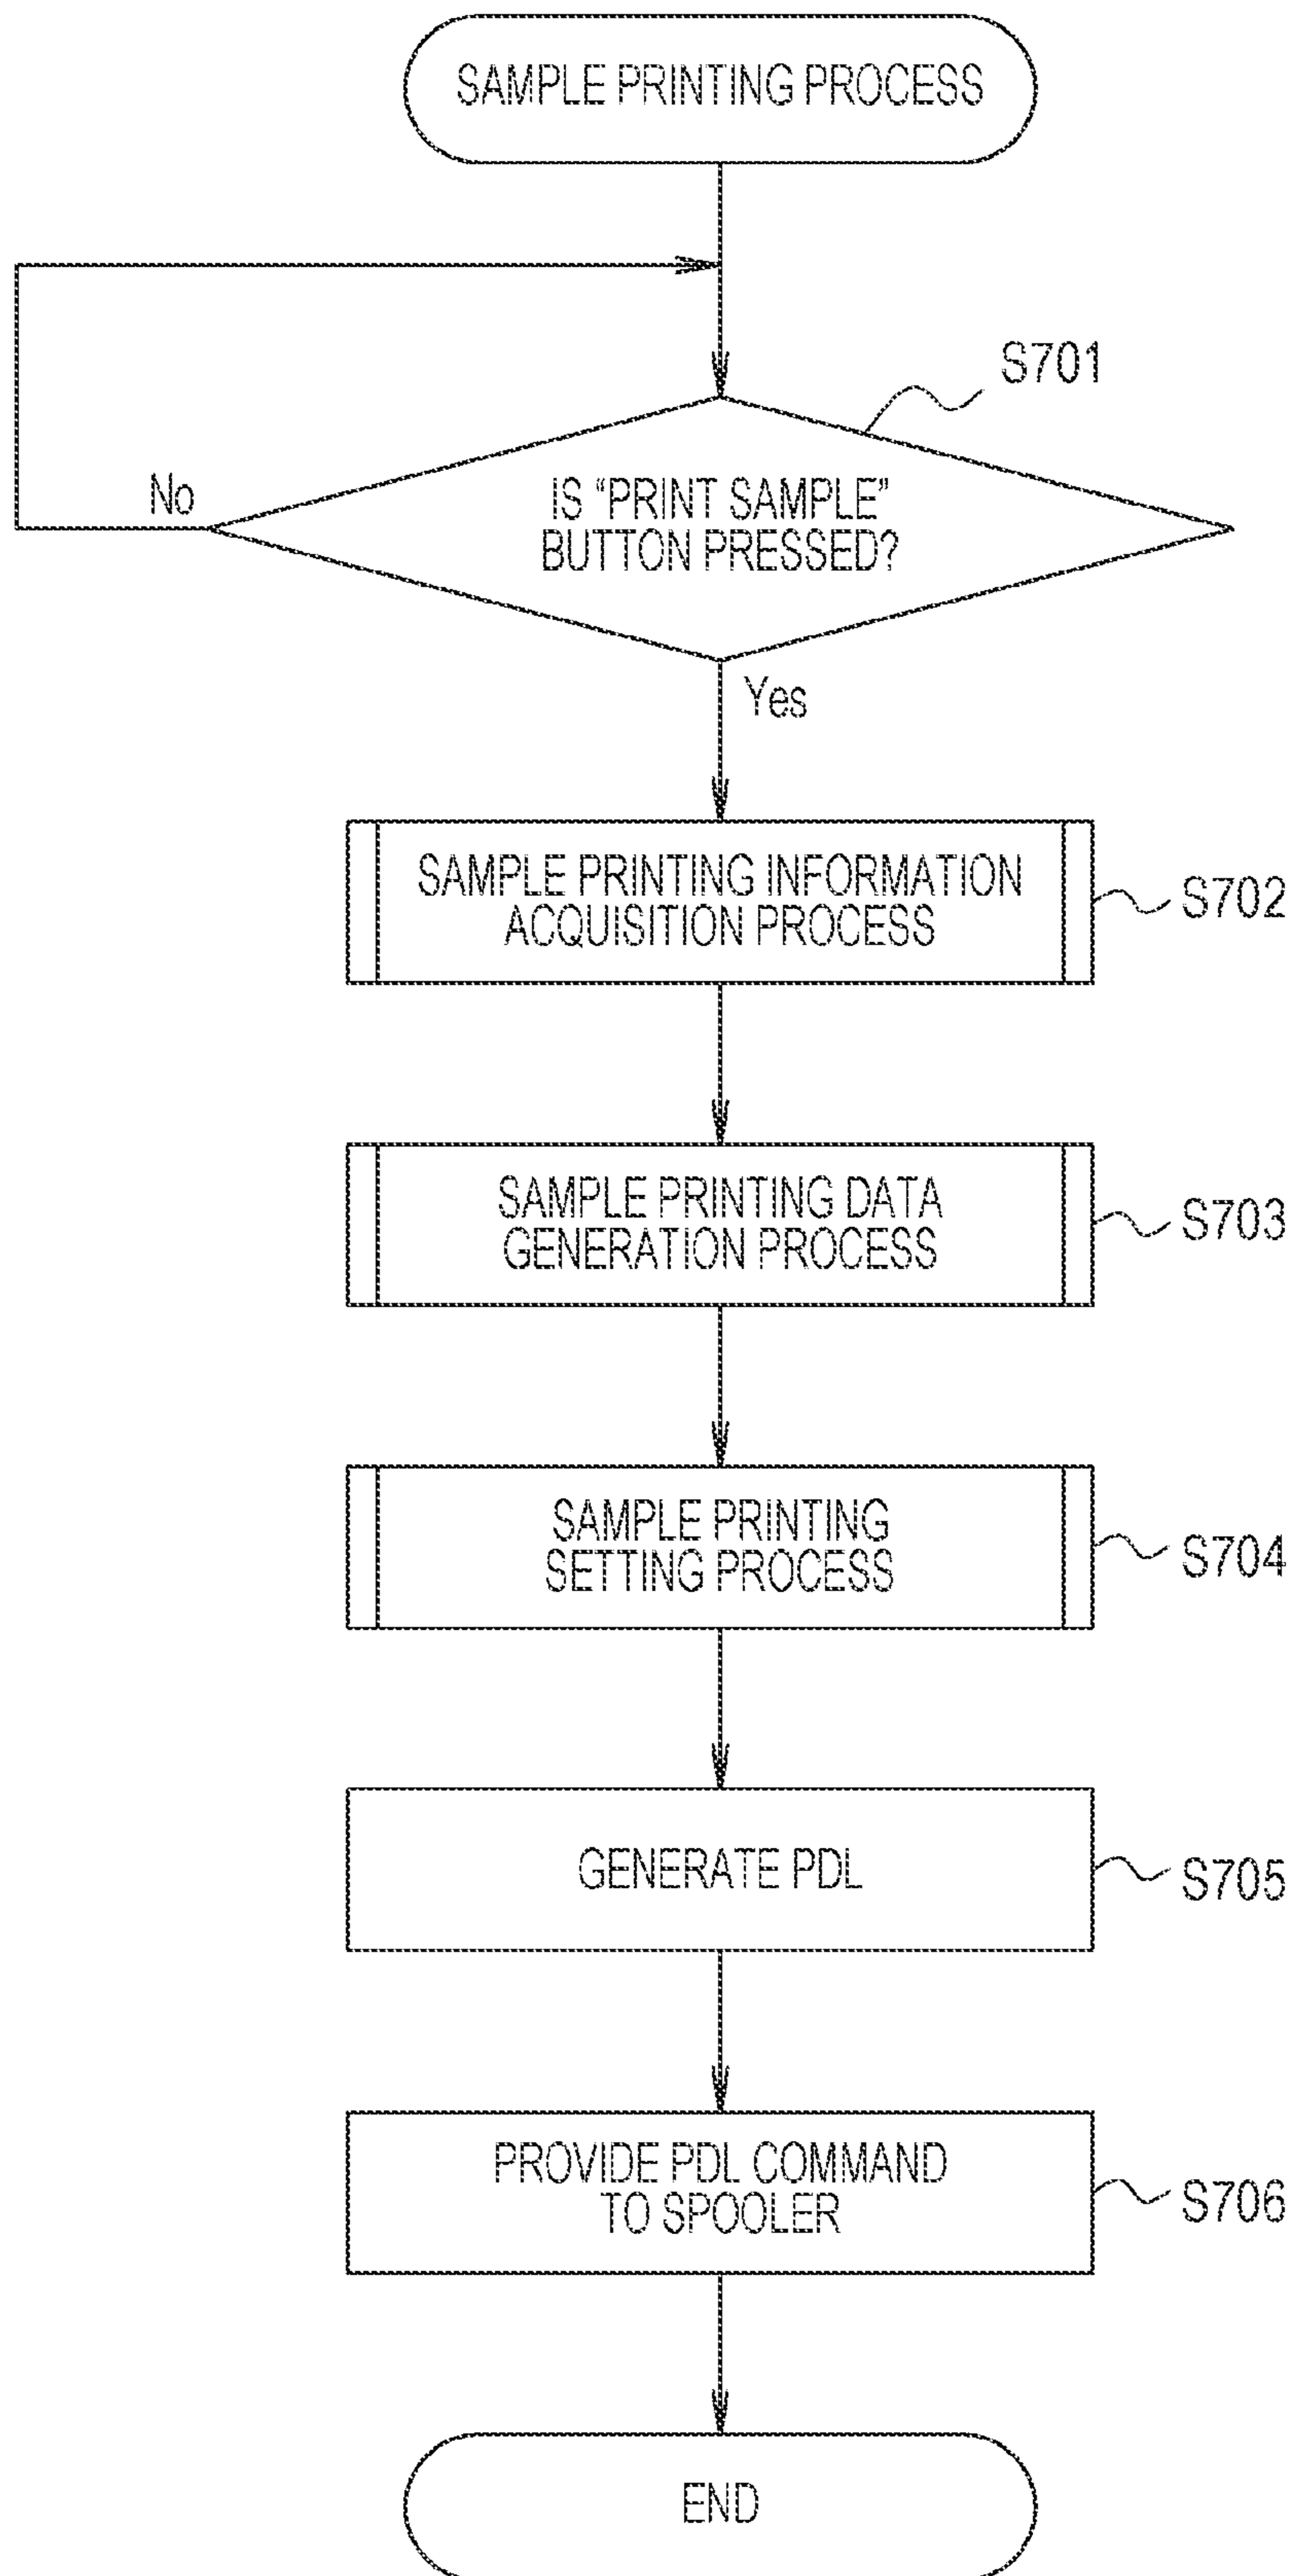 SAMPLE PRINTING PROCESS
S701
IS “PRINT SAMPLE”
BUTTON PRESSED?
No
Yes
SAMPLE PRINTING INFORMATION
ACQUISITION PROCESS
S702
SAMPLE PRINTING DATA
GENERATION PROCESS
S703
SAMPLE PRINTING
SETTING PROCESS
S704
GENERATE PDL
S705
PROVIDE PDL COMMAND
TO SPOOLER
S706
END